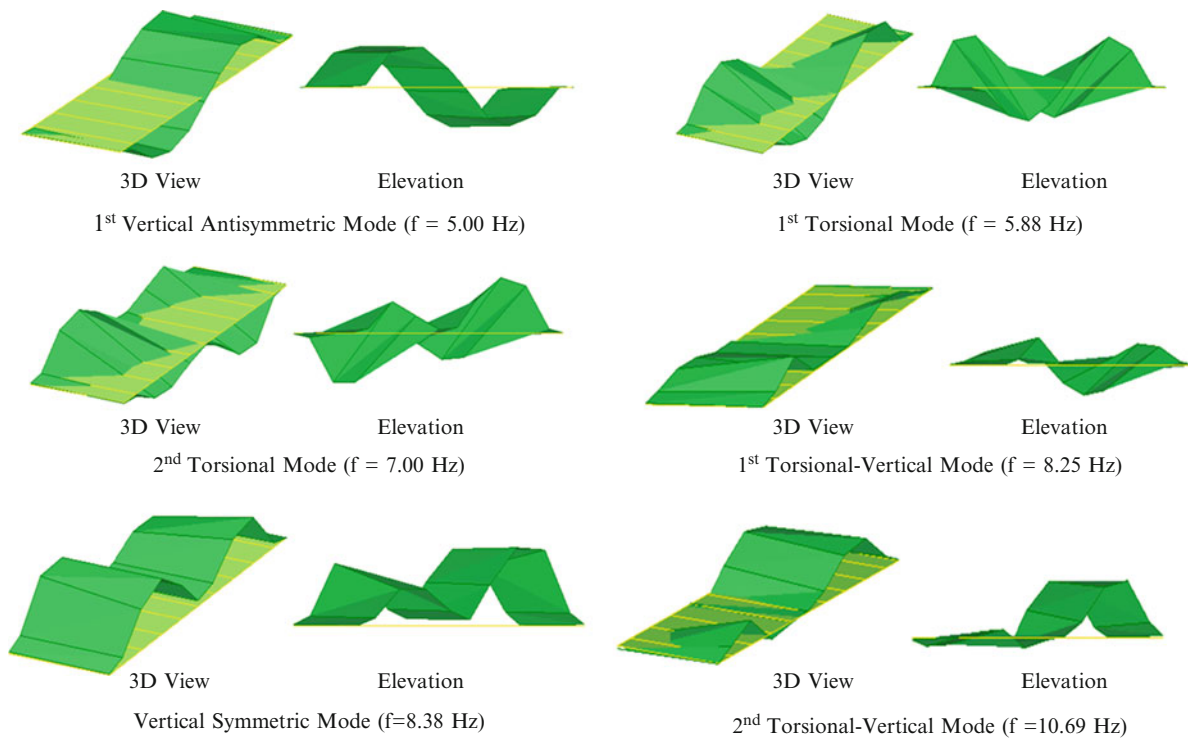 3D View Elevation
1st Vertical Antisymmetric Mode (f = 5.00 Hz)
3D View Elevation
1st Torsional Mode (f = 5.88 Hz)
3D View Elevation
2nd Torsional Mode (f = 7.00 Hz)
3D View Elevation
1st Torsional-Vertical Mode (f = 8.25 Hz)
3D View Elevation
Vertical Symmetric Mode (f=8.38 Hz)
3D View Elevation
2nd Torsional-Vertical Mode (f =10.69 Hz)